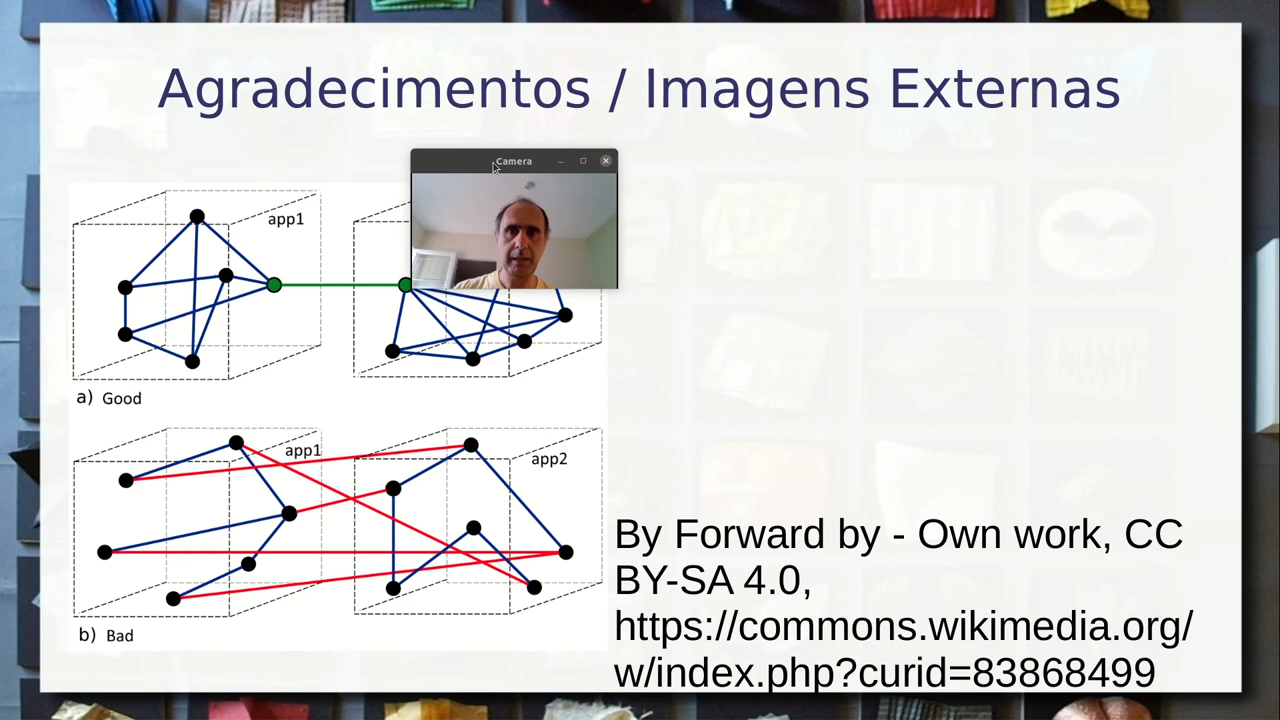 Agradecimentos / Imagens Externas
Camera
app1
a) Good
app1
app2
b) Bad
By Forward by - Own work, CC
BY-SA 4.0,
https://commons.wikimedia.org/
w/index.php?curid=83868499